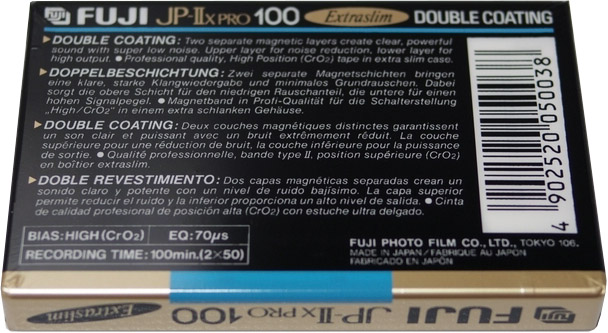 FUJI FUJI JP-IIx PRO 100 Extraslim DOUBLE COATING
DOUBLE COATING: Two separate magnetic layers create clear, powerful
sound with super low noise. Upper layer for noise reduction, lower layer for
high output. ● Professional quality, High Position (CrO2) tape in extra slim case.
DOPPELBESCHICHTUNG: Zwei separate Magnetschichten bringen
eine klare, starke Klangwiedergabe und minimales Grundrauschen. Dabei
sorgt die obere Schicht für den niedrigen Rauschanteil, die untere für einen
hohen Signalpegel. ● Magnetband in Profi-Qualität für die Schalterstellung
„High/CrO2" in einem extra schlanken Gehäuse.
DOUBLE COATING: Deux couches magnétiques distinctes garantissent
un son clair et puissant avec un bruit extrêmement réduit. La couche
supérieure pour une réduction de bruit, la couche inférieure pour la puissance
de sortie. ● Qualité professionnelle, bande type II, position supérieure (CrO2)
en boîtier extraslim.
DOBLE REVESTIMIENTO: Dos capas magnéticas separadas crean un
sonido claro y potente con un nivel de ruido bajísimo. La capa superior
permite reducir el ruido y la inferior proporciona un alto nivel de salida. ● Cinta
de calidad profesional de posición alta (CrO2) con estuche ultra delgado.
4 902520 050038
BIAS: HIGH (CrO2) EQ: 70µs
RECORDING TIME: 100min. (2×50)
FUJI PHOTO FILM CO., LTD., TOKYO 106.
MADE IN JAPAN/FABRIQUÉ AU JAPON
FABRICADO EN JAPÓN
Extraslim FUJI FUJI JP-IIx PRO 100